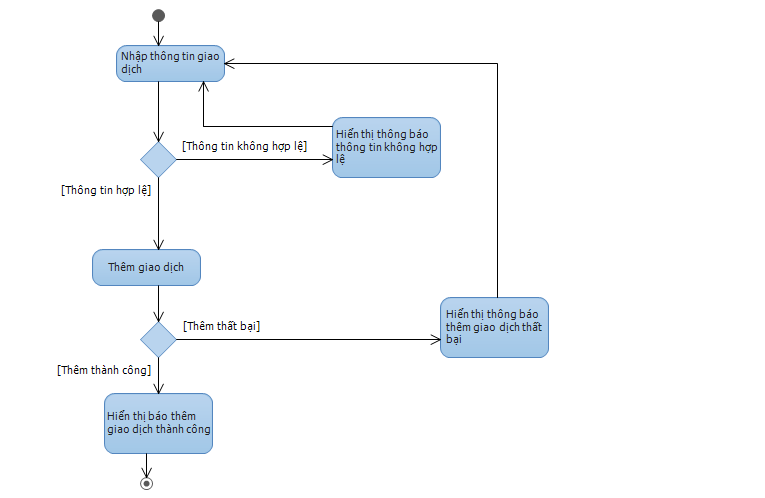 Nhập thông tin giao
dịch
[Thông tin không hợp lệ]
Hiển thị thông báo
thông tin không hợp
lệ
[Thông tin hợp lệ]
Thêm giao dịch
[Thêm thất bại]
Hiển thị thông báo
thêm giao dịch thất
bại
[Thêm thành công]
Hiển thị báo thêm
giao dịch thành công